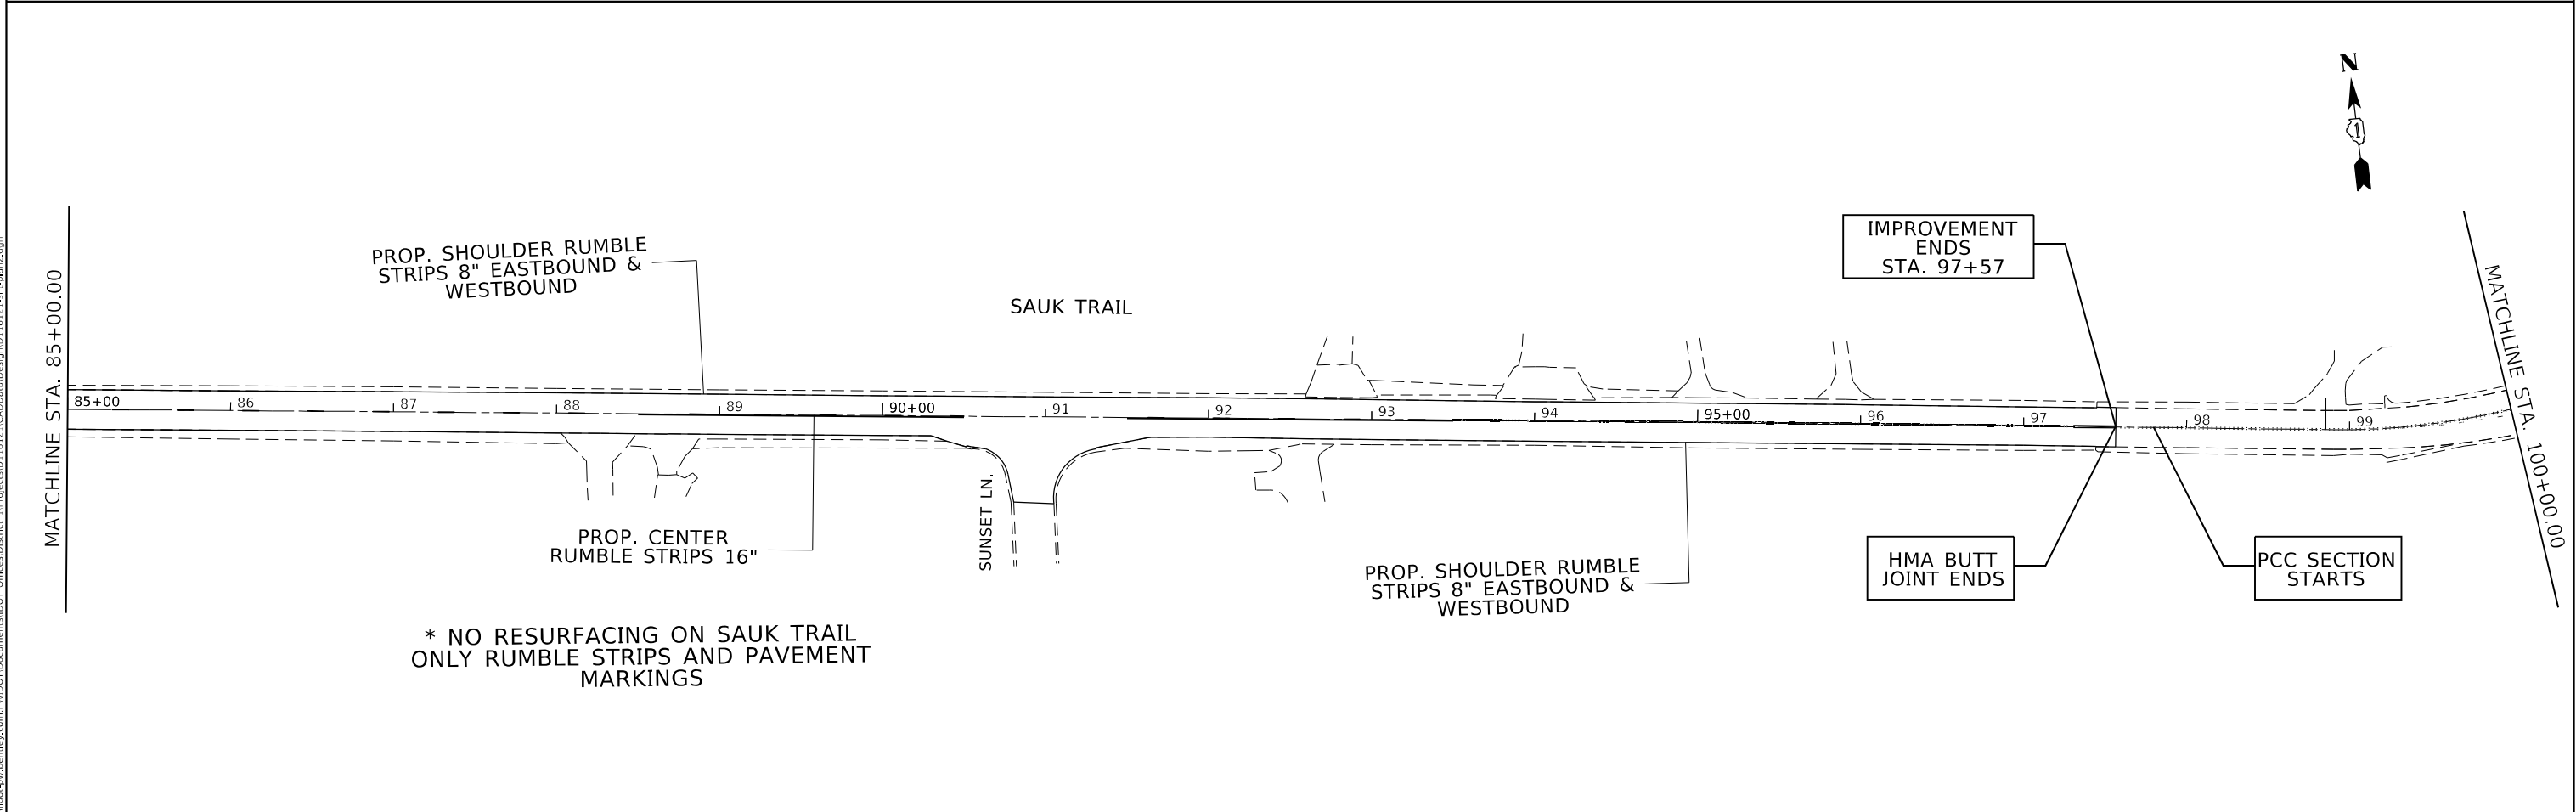 N
1
IMPROVEMENT
ENDS
STA. 97+57
PROP. SHOULDER RUMBLE
STRIPS 8" EASTBOUND &
WESTBOUND
SAUK TRAIL
MATCHLINE STA. 85+00.00
MATCHLINE STA. 100+00.00
85+00 86 87 88 89 90+00 91 92 93 94 95+00 96 97 98 99
SUNSET LN.
PROP. CENTER
RUMBLE STRIPS 16"
PROP. SHOULDER RUMBLE
STRIPS 8" EASTBOUND &
WESTBOUND
HMA BUTT
JOINT ENDS
PCC SECTION
STARTS
* NO RESURFACING ON SAUK TRAIL
ONLY RUMBLE STRIPS AND PAVEMENT
MARKINGS